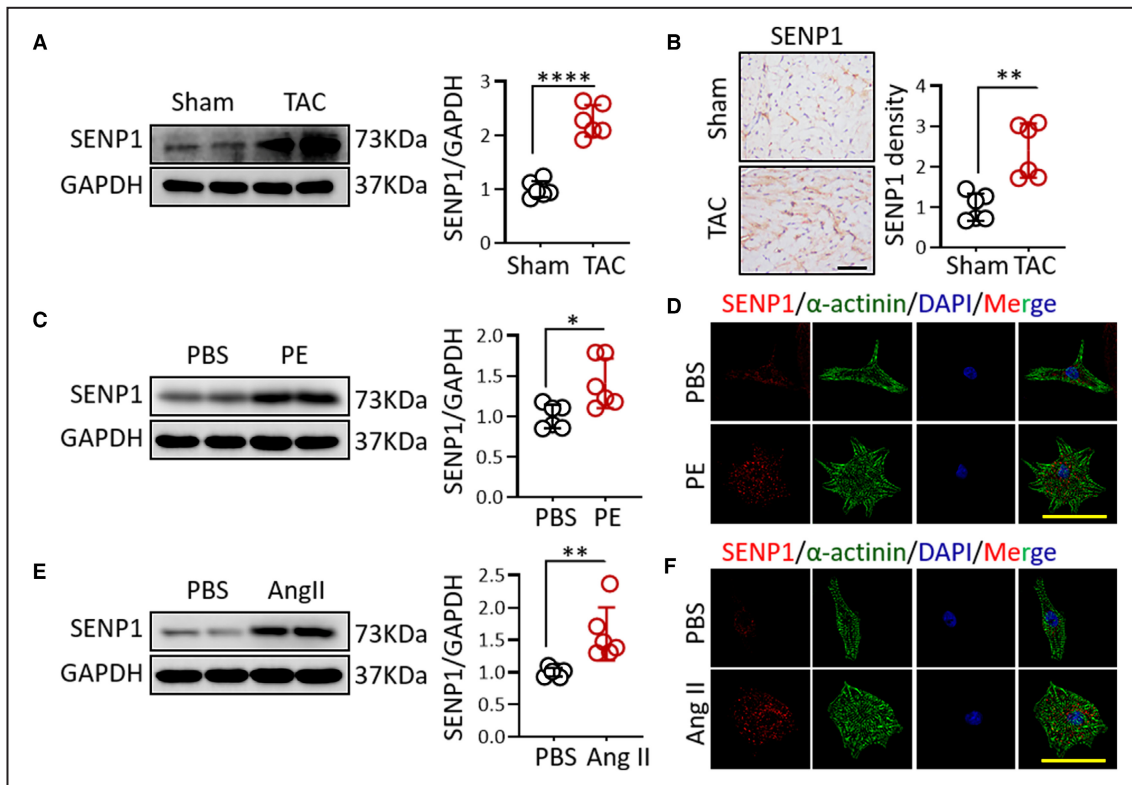 A
Sham TAC
SENP1 73KDa
GAPDH 37KDa
SENP1/GAPDH
3
2
1
0
****
Sham TAC
B
SENP1
Sham
TAC
SENP1 density
4
3
2
1
0
**
Sham TAC
C
PBS PE
SENP1 73KDa
GAPDH 37KDa
SENP1/GAPDH
2.0
1.5
1.0
0.5
0.0
*
PBS PE
D
SENP1/α-actinin/DAPI/Merge
PBS
PE
E
PBS AngII
SENP1 73KDa
GAPDH 37KDa
SENP1/GAPDH
2.5
2.0
1.5
1.0
0.5
0.0
**
PBS Ang II
F
SENP1/α-actinin/DAPI/Merge
PBS
Ang II